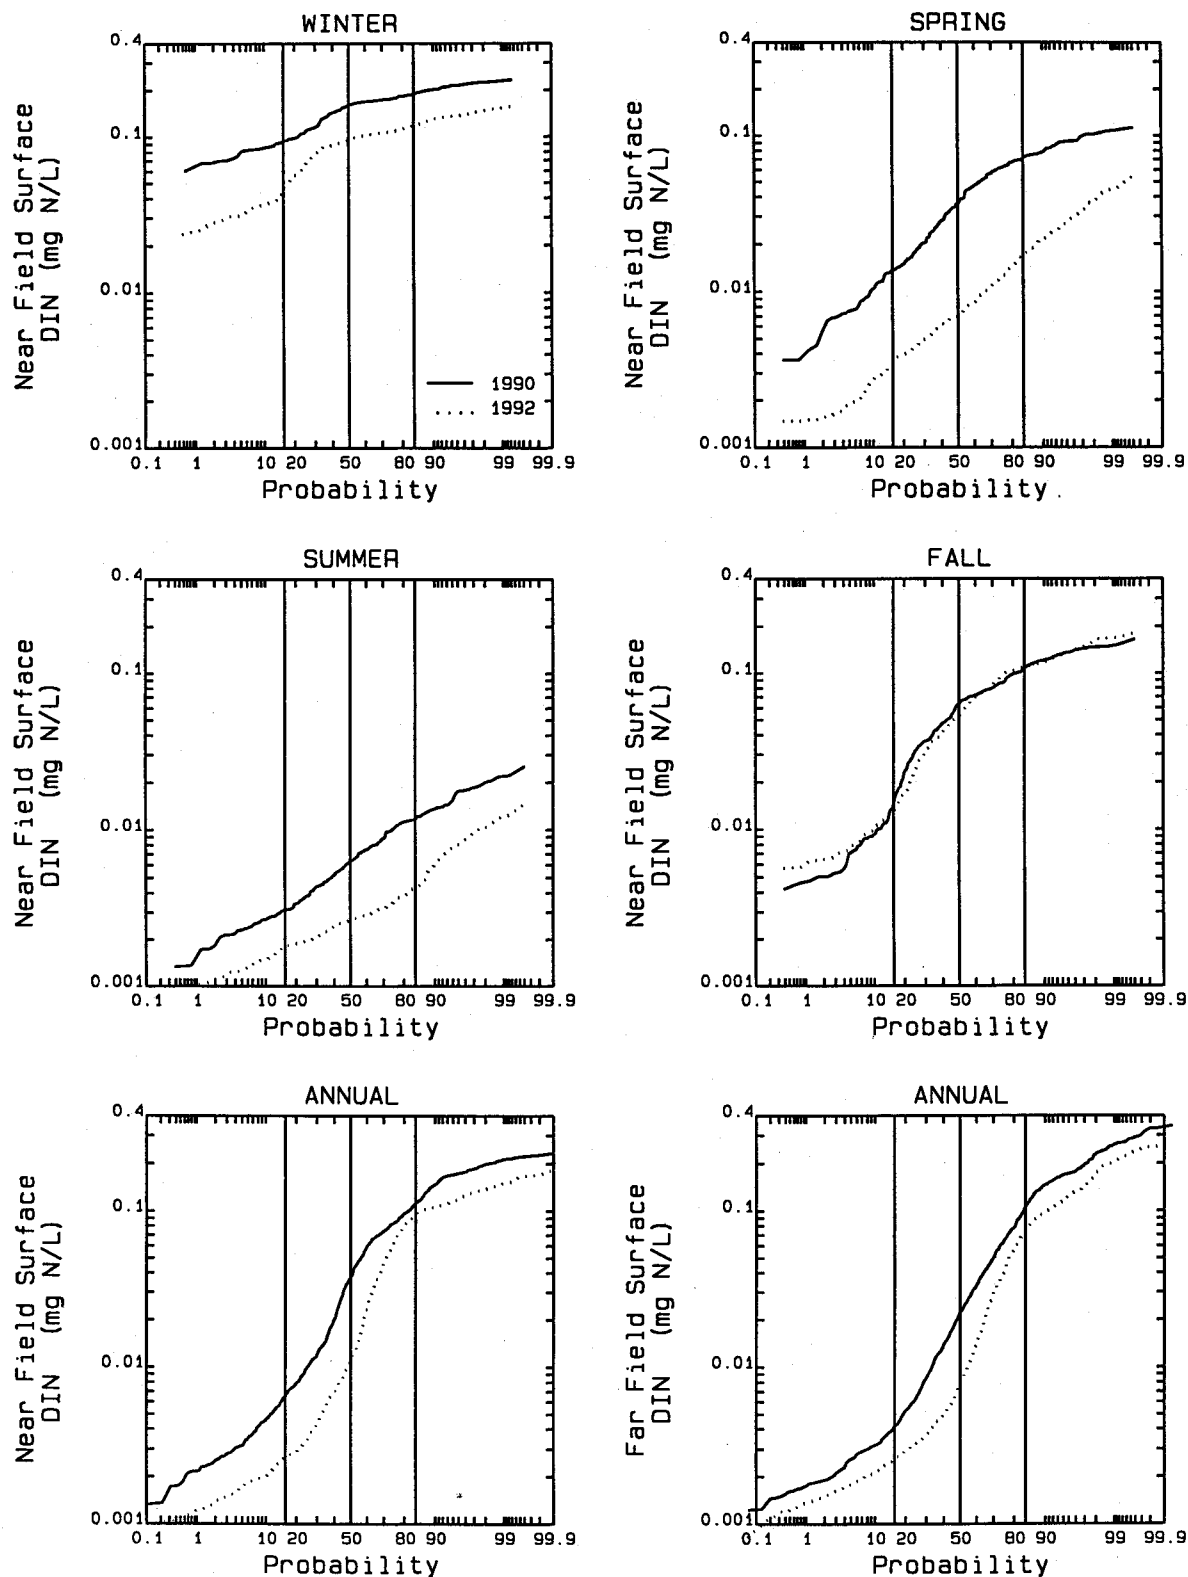 WINTER
Near Field Surface
DIN (mg N/L)
0.4
0.1
0.01
0.001
1990
1992
0.1 1 10 20 50 80 90 99 99.9
Probability
SPRING
Near Field Surface
DIN (mg N/L)
0.4
0.1
0.01
0.001
0.1 1 10 20 50 80 90 99 99.9
Probability
SUMMER
Near Field Surface
DIN (mg N/L)
0.4
0.1
0.01
0.001
0.1 1 10 20 50 80 90 99 99.9
Probability
FALL
Near Field Surface
DIN (mg N/L)
0.4
0.1
0.01
0.001
0.1 1 10 20 50 80 90 99 99.9
Probability
ANNUAL
Near Field Surface
DIN (mg N/L)
0.4
0.1
0.01
0.001
0.1 1 10 20 50 80 90 99 99.9
Probability
ANNUAL
Far Field Surface
DIN (mg N/L)
0.4
0.1
0.01
0.001
0.1 1 10 20 50 80 90 99 99.9
Probability